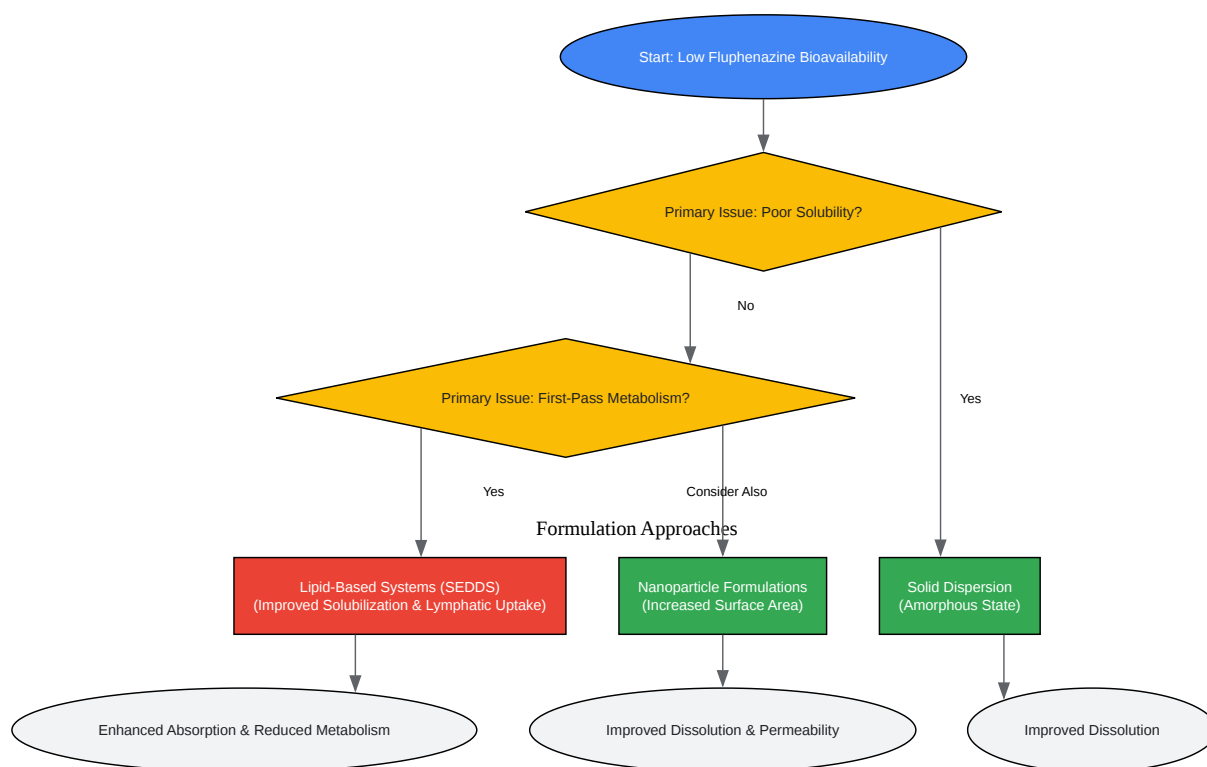 Start: Low Fluphenazine Bioavailability
Primary Issue: Poor Solubility?
No
Primary Issue: First-Pass Metabolism?
Yes
Yes
Consider Also
Formulation Approaches
Lipid-Based Systems (SEDDS)
(Improved Solubilization & Lymphatic Uptake)
Nanoparticle Formulations
(Increased Surface Area)
Solid Dispersion
(Amorphous State)
Enhanced Absorption & Reduced Metabolism
Improved Dissolution & Permeability
Improved Dissolution